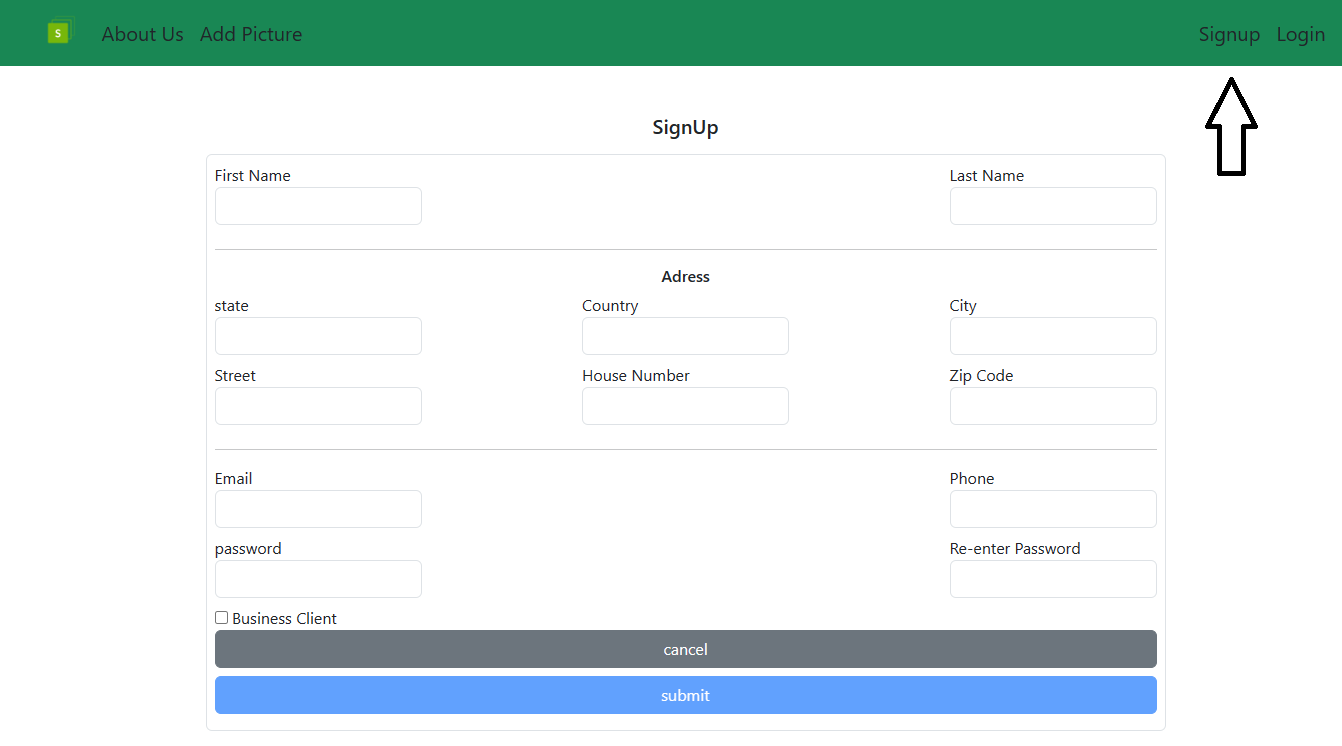 S About Us Add Picture Signup Login
SignUp
First Name Last Name
Adress
state Country City
Street House Number Zip Code
Email Phone
password Re-enter Password
Business Client
cancel
submit